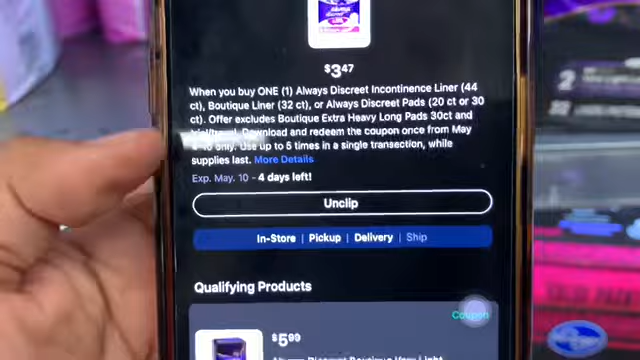 $3.47
When you buy ONE (1) Always Discreet Incontinence Liner (44
ct), Boutique Liner (32 ct), or Always Discreet Pads (20 ct or 30
ct). Offer excludes Boutique Extra Heavy Long Pads 30ct and
Download and redeem the coupon once from May
only. Use up to 5 times in a single transection, while
supplies last. More Details
Exp. May. 10 - 4 days left!
Unclip
In-Store | Pickup | Delivery | Ship
Qualifying Products
Coupon
$5.99
2